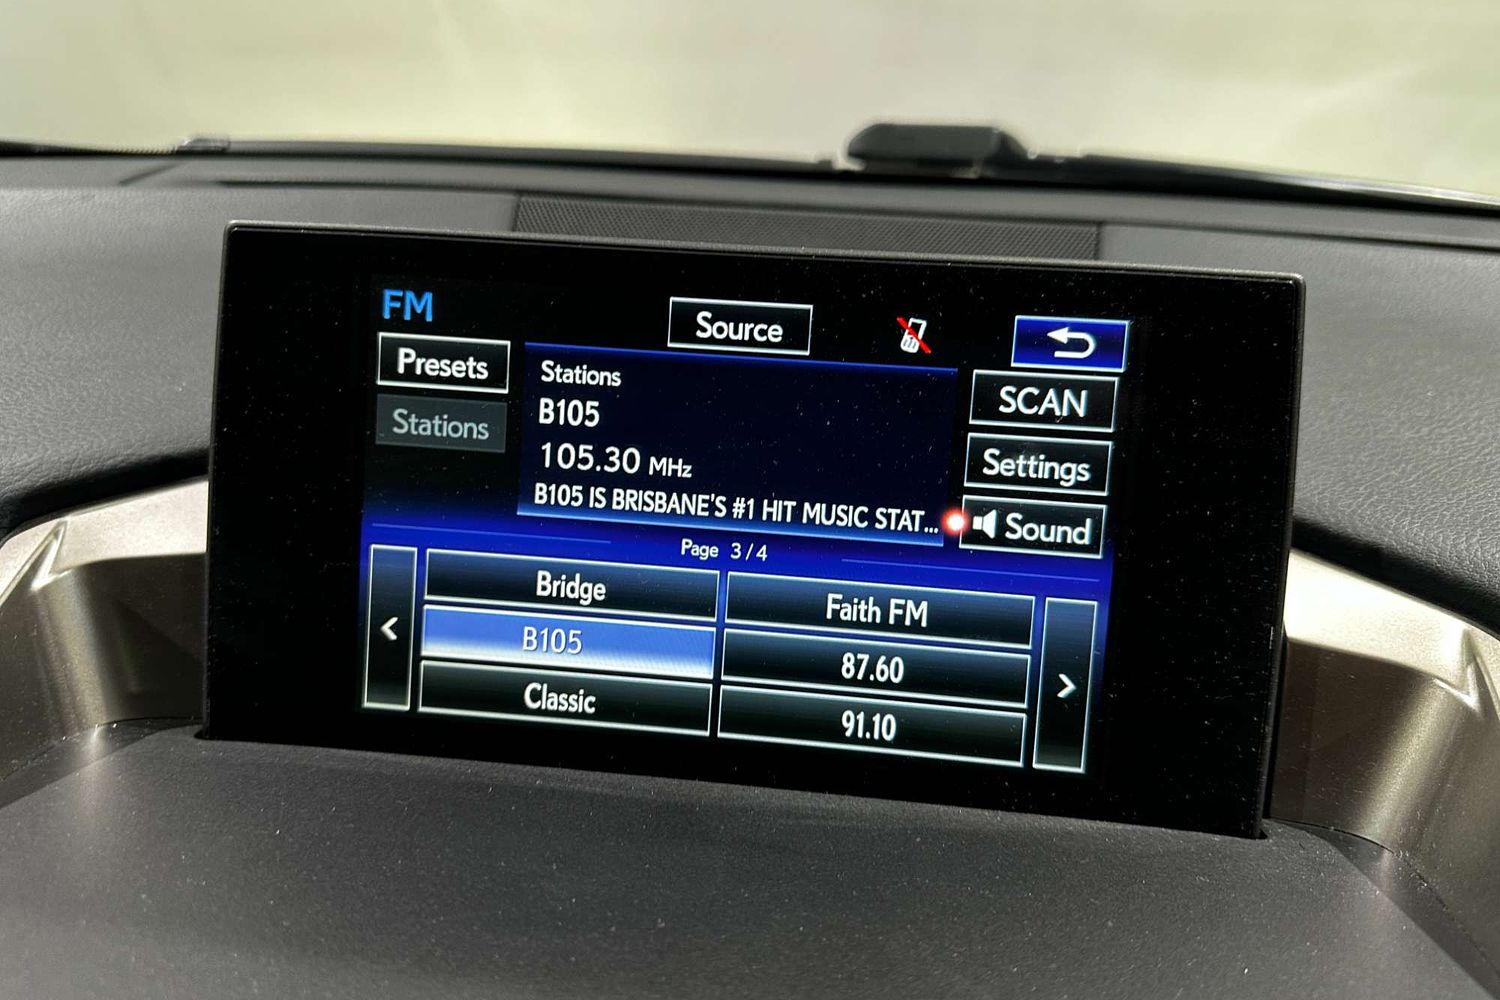 FM
Source
Presets
Stations
Stations
B105
105.30 MHz
B105 IS BRISBANE'S #1 HIT MUSIC STAT...
SCAN
Settings
Sound
Page 3/4
<
Bridge
Faith FM
B105
87.60
Classic
91.10
>